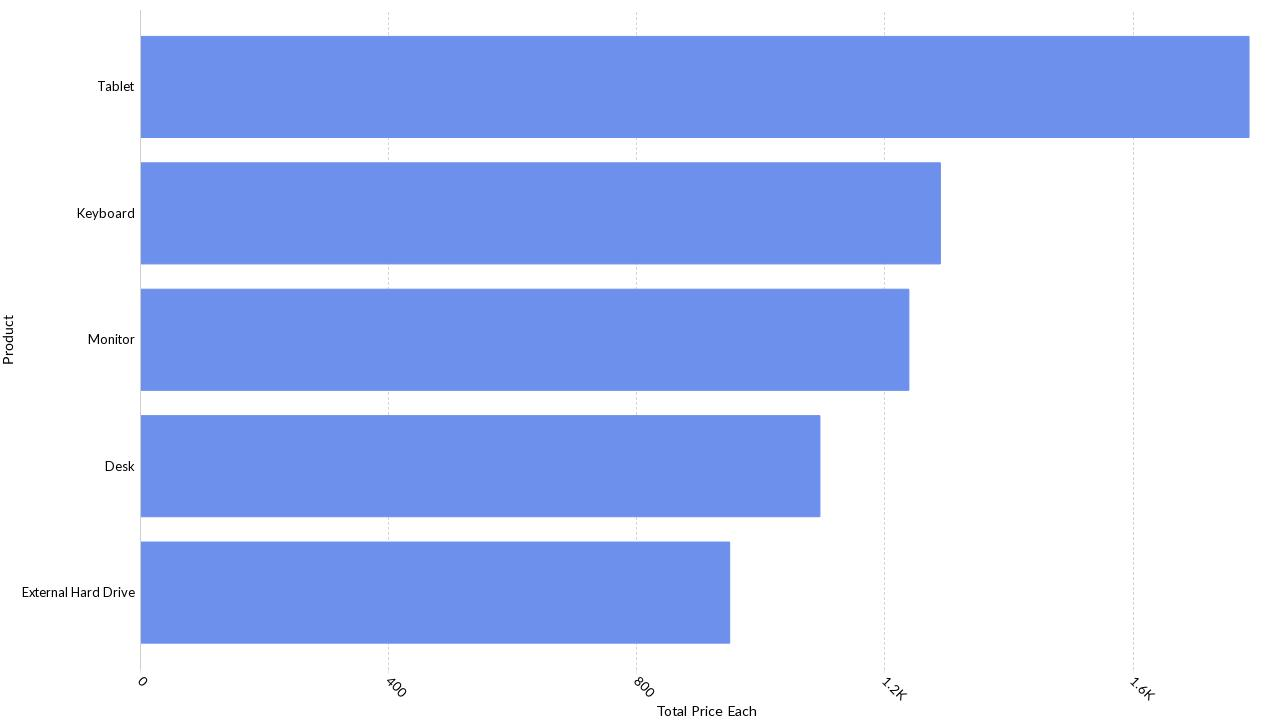 Tablet
Keyboard
Monitor
Desk
External Hard Drive
Product
0
400
800
1.2K
1.6K
Total Price Each